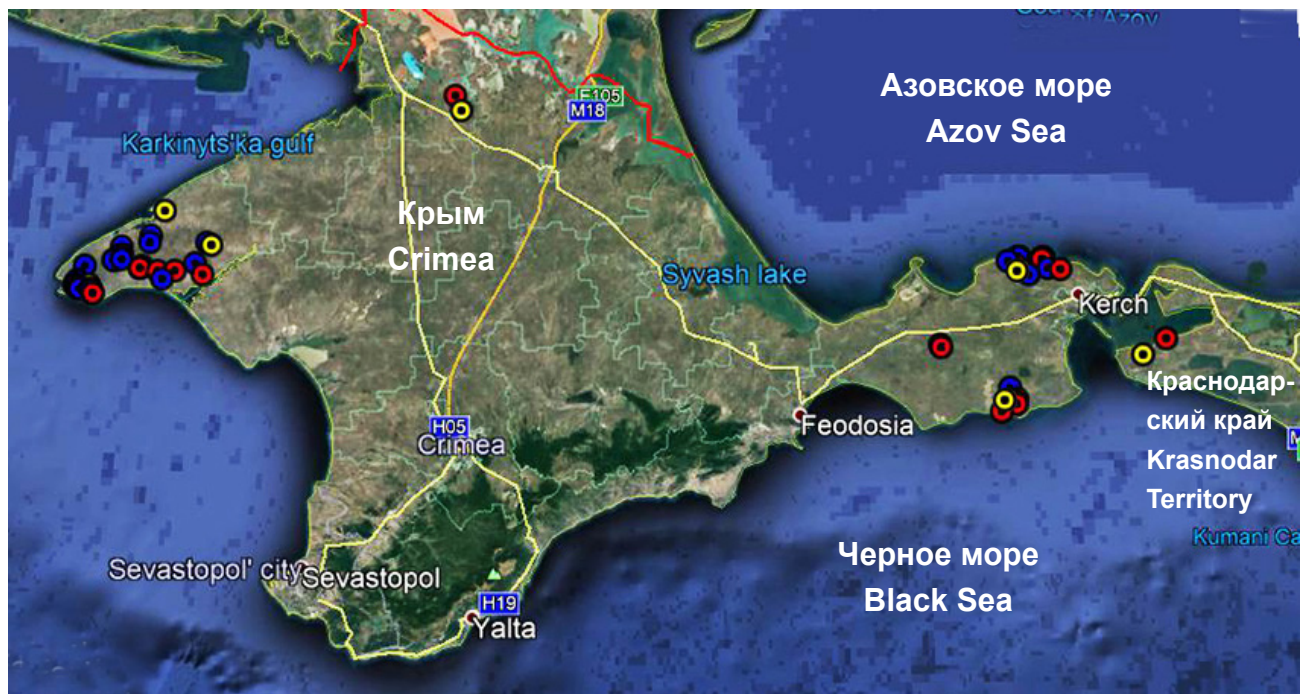 Sea of Azov
Азовское море
Azov Sea
E105
M18
Karkinyts'ka gulf
Крым
Crimea
Syvash lake
Kerch
Краснодар-
ский край
Krasnodar
Territory
Feodosia
H05
Crimea
M
Kumani Ca
Черное море
Black Sea
Sevastopol' city
Sevastopol
H19
Yalta